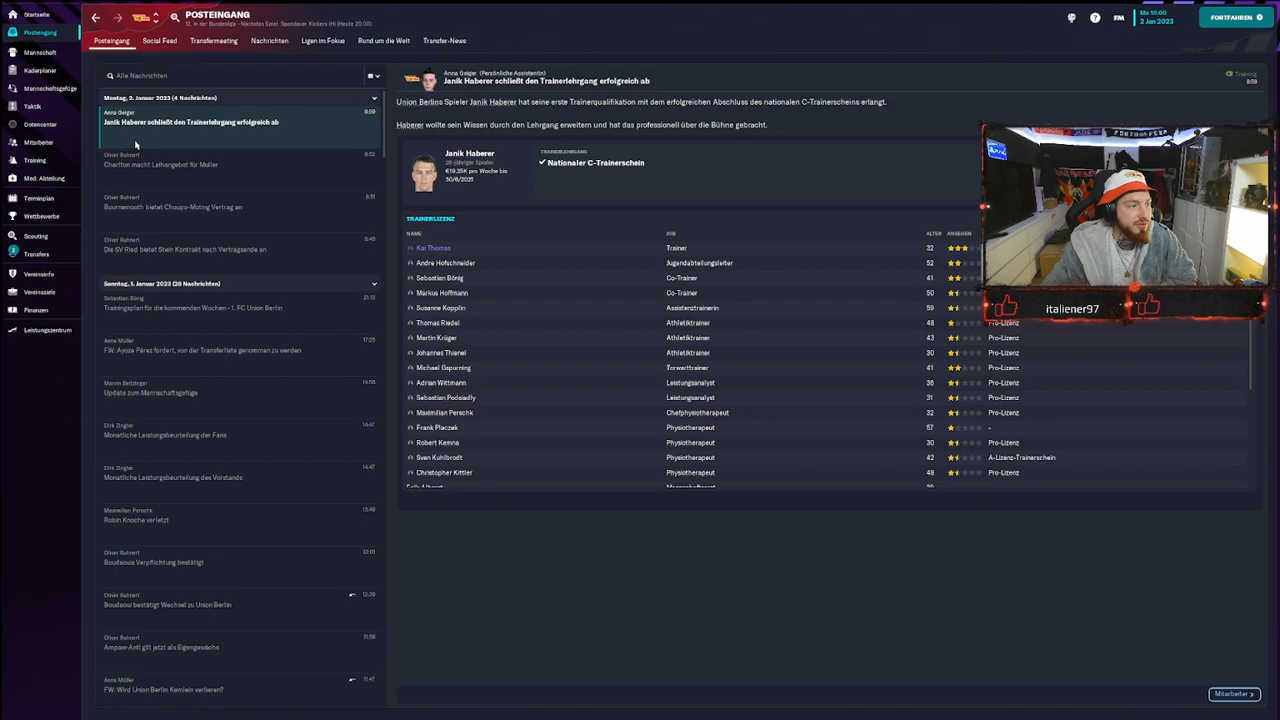 Startseite
Posteingang
Mannschaft
Kaderplaner
Mannschaftsgefüge
Taktik
Datencenter
Mitarbeiter
Training
Med. Abteilung
Terminplan
Wettbewerbe
Scouting
Transfers
Vereinsinfo
Vereinsziele
Finanzen
Leistungszentrum
POSTEINGANG
12. in der Bundesliga - Nächstes Spiel: Spandauer Kickers (H) (Heute 20:00)
FM
Mo 10:00
2 Jan 2023
FORTFAHREN
Posteingang Social Feed Transfermeeting Nachrichten Ligen im Fokus Rund um die Welt Transfer-News
Alle Nachrichten
Montag, 2. Januar 2023 (4 Nachrichten)
Anna Geiger 9:59
Janik Haberer schließt den Trainerlehrgang erfolgreich ab
Oliver Ruhnert 9:52
Charlton macht Leihangebot für Muller
Oliver Ruhnert 9:51
Bournemouth bietet Choupo-Moting Vertrag an
Oliver Ruhnert 9:48
Die SV Ried bietet Stein Kontrakt nach Vertragsende an
Sonntag, 1. Januar 2023 (28 Nachrichten)
Sebastian Bönig 21:13
Trainingsplan für die kommenden Wochen - 1. FC Union Berlin
Anna Müller 17:25
FW: Ayoze Pérez fordert, von der Transferliste genommen zu werden
14:58
Update zum Mannschaftsgefüge
Dirk Zingler 14:47
Monatliche Leistungsbeurteilung der Fans
Dirk Zingler 14:47
Monatliche Leistungsbeurteilung des Vorstands
Maximilian Perschk 13:49
Robin Knoche verletzt
Oliver Ruhnert 13:01
Boudaouis Verpflichtung bestätigt
Oliver Ruhnert
Boudaoui bestätigt Wechsel zu Union Berlin
Oliver Ruhnert 11:58
Ampaw-Anti gilt jetzt als Eigengewächs
Anna Müller 11:47
FW: Wird Union Berlin Kemlein verlieren?
Anna Geiger (Persönliche Assistentin)
Janik Haberer schließt den Trainerlehrgang erfolgreich ab
Training
9:59
Union Berlins Spieler Janik Haberer hat seine erste Trainerqualifikation mit dem erfolgreichen Abschluss des nationalen C-Trainerscheins erlangt.
Haberer wollte sein Wissen durch den Lehrgang erweitern und hat das professionell über die Bühne gebracht.
Janik Haberer
28-jähriger Spieler
€19.25K pro Woche bis
30/6/2025
TRAINERLEHRGANG
Nationaler C-Trainerschein
TRAINERLIZENZ
NAME JOB ALTER ANSEHEN
Kai Thomas Trainer 32
Andre Hofschneider Jugendabteilungsleiter 52
Sebastian Bönig Co-Trainer 41
Markus Hoffmann Co-Trainer 50
Susanne Kopplin Assistenztrainerin 59
Thomas Riedel Athletiktrainer 48 Pro-Lizenz
Martin Krüger Athletiktrainer 43 Pro-Lizenz
Johannes Thienel Athletiktrainer 30 Pro-Lizenz
Michael Gspurning Torwarttrainer 41 Pro-Lizenz
Adrian Wittmann Leistungsanalyst 36 Pro-Lizenz
Sebastian Podsiadly Leistungsanalyst 31 Pro-Lizenz
Maximilian Perschk Chefphysiotherapeut 32 Pro-Lizenz
Frank Placzek Physiotherapeut 57 -
Robert Kemna Physiotherapeut 30 Pro-Lizenz
Sven Kuhlbrodt Physiotherapeut 42 A-Lizenz-Trainerschein
Christopher Kittler Physiotherapeut 48 Pro-Lizenz
italiener97
Mitarbeiter